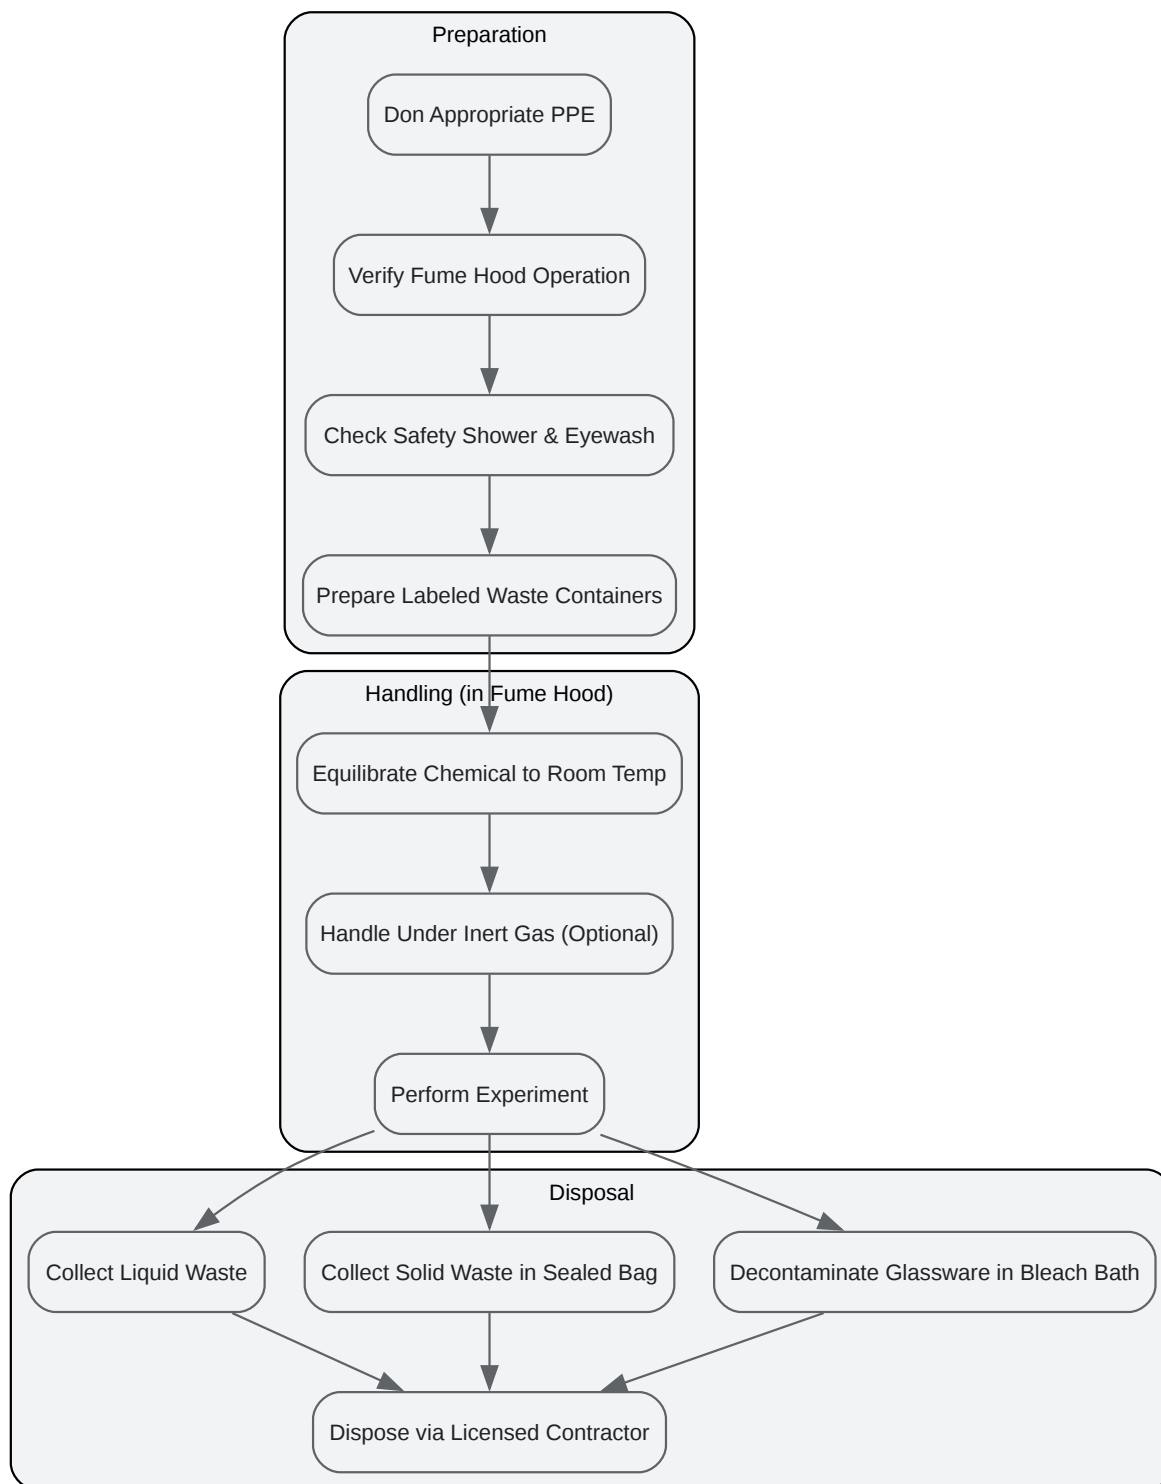 Preparation
Don Appropriate PPE
Verify Fume Hood Operation
Check Safety Shower & Eyewash
Prepare Labeled Waste Containers
Handling (in Fume Hood)
Equilibrate Chemical to Room Temp
Handle Under Inert Gas (Optional)
Perform Experiment
Disposal
Collect Liquid Waste
Collect Solid Waste in Sealed Bag
Decontaminate Glassware in Bleach Bath
Dispose via Licensed Contractor